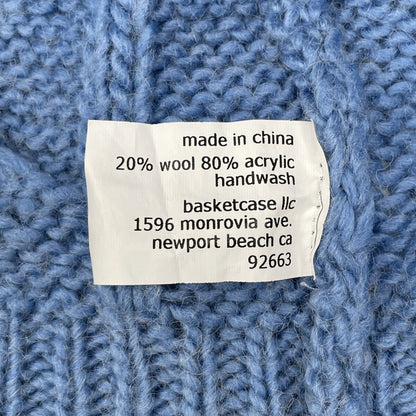 made in china
20% wool 80% acrylic
handwash
basketcase llc
1596 monrovia ave.
newport beach ca
92663